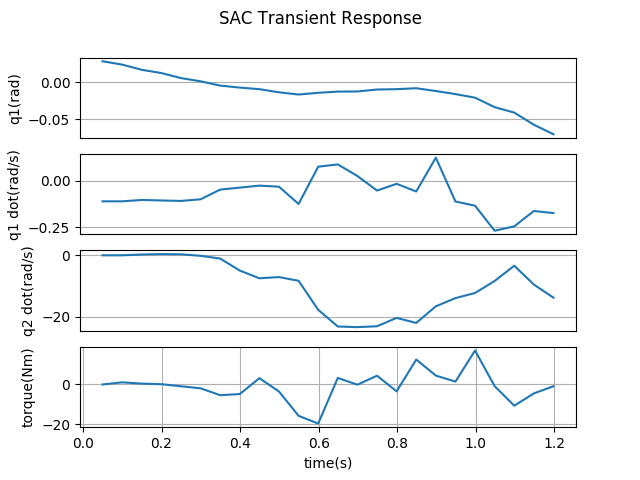 SAC Transient Response
q1(rad)
0.00
−0.05
q1 dot(rad/s)
0.00
−0.25
q2 dot(rad/s)
0
−20
torque(Nm)
0
−20
0.0 0.2 0.4 0.6 0.8 1.0 1.2
time(s)